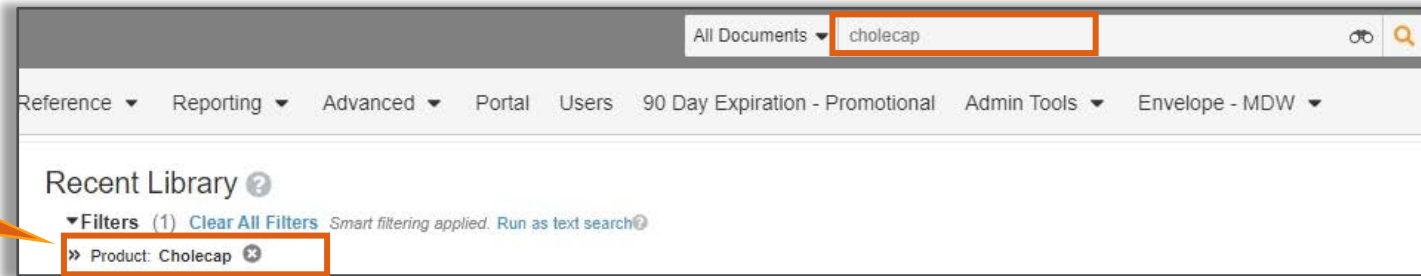 All Documents cholecap
Reference Reporting Advanced Portal Users 90 Day Expiration - Promotional Admin Tools Envelope - MDW
Recent Library ?
Filters (1) Clear All Filters Smart filtering applied. Run as text search ?
» Product: Cholecap